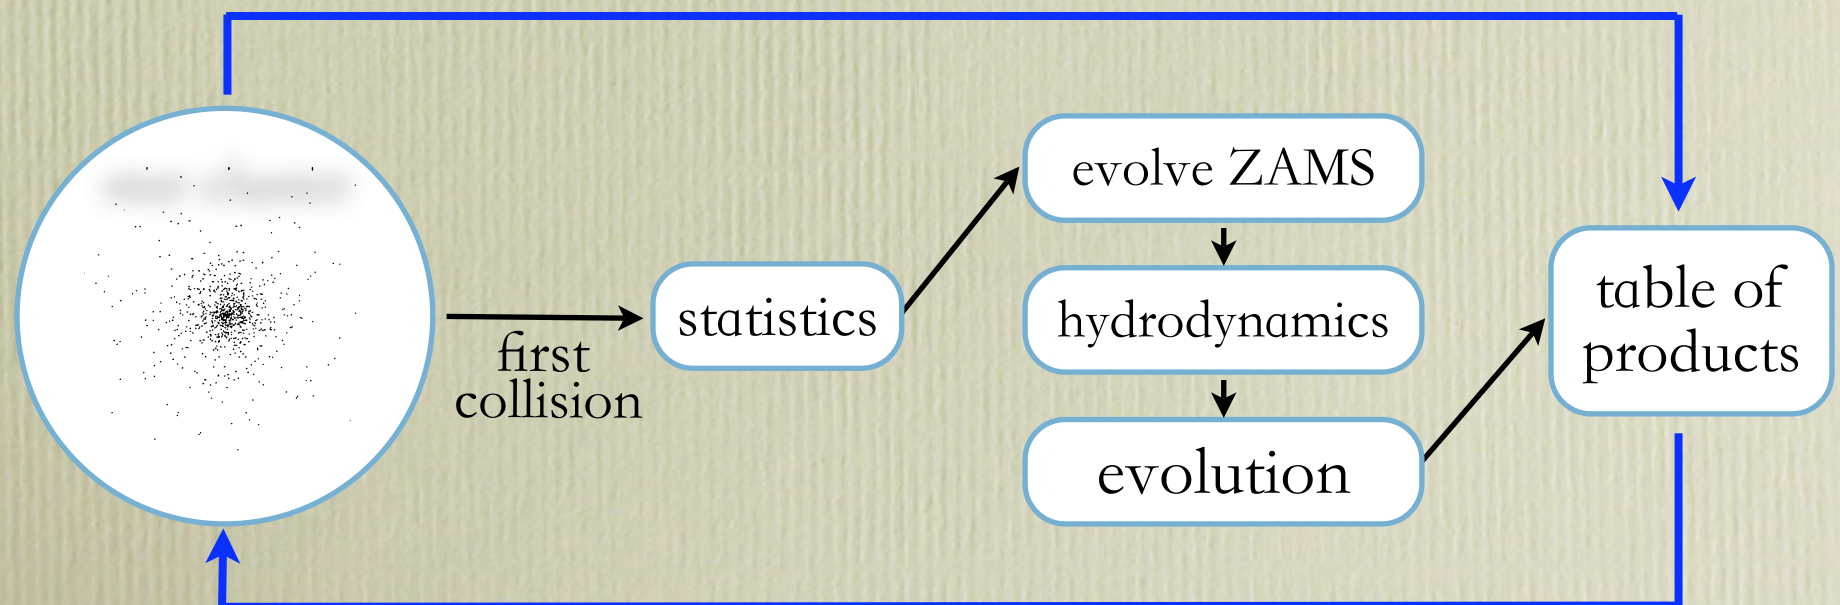 first
collision
statistics
evolve ZAMS
hydrodynamics
evolution
table of
products